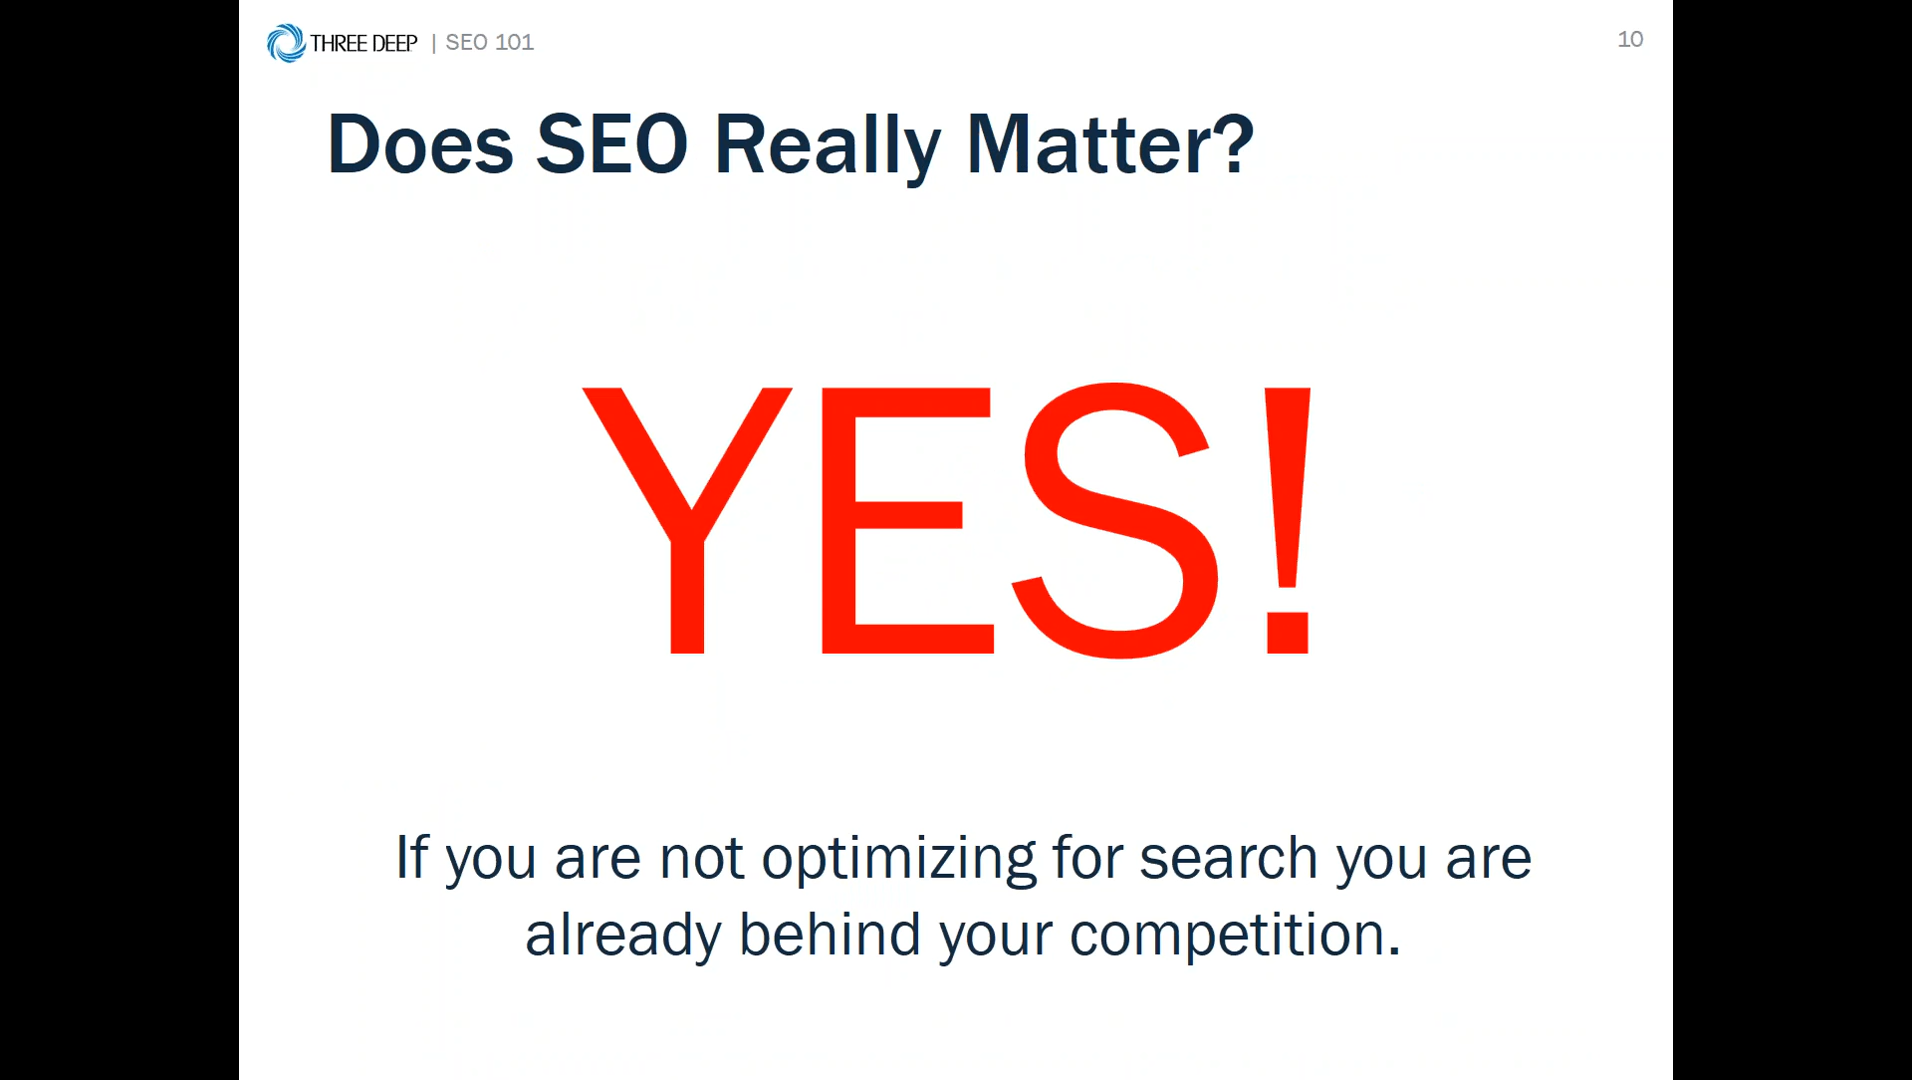 THREE DEEP | SEO 101
10
Does SEO Really Matter?
YES!
If you are not optimizing for search you are
already behind your competition.